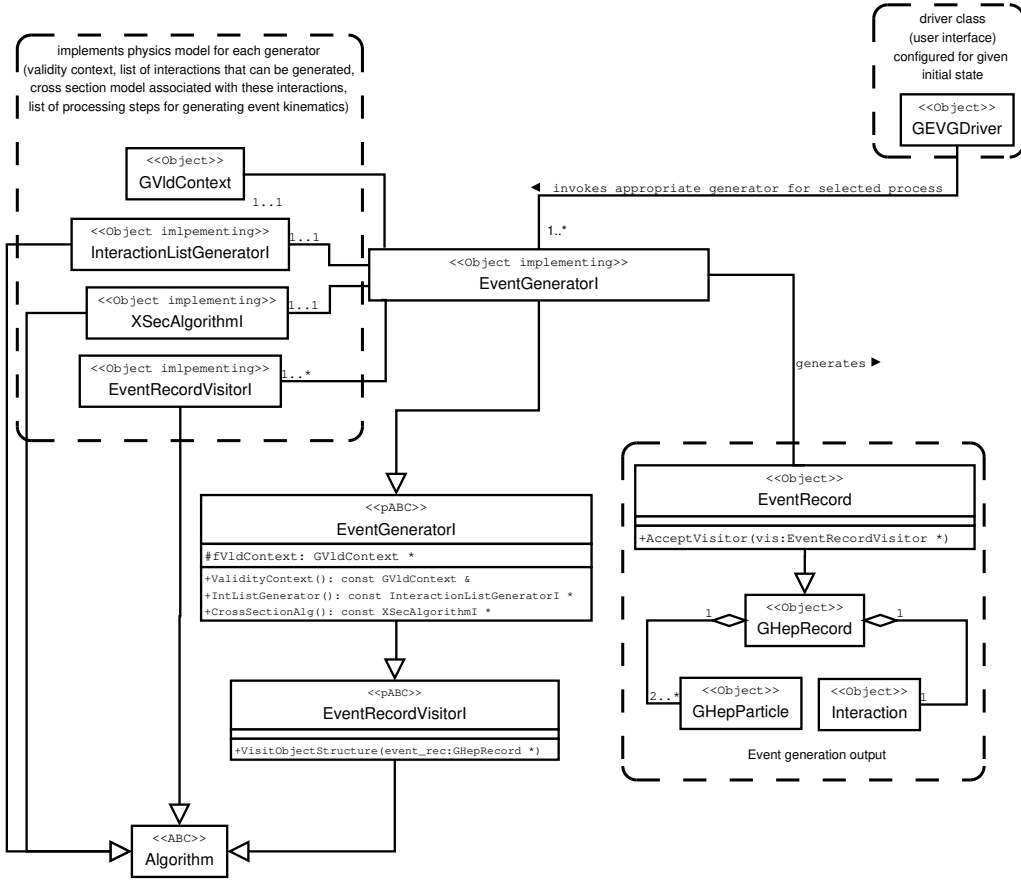 implements physics model for each generator
(validity context, list of interactions that can be generated,
cross section model associated with these interactions,
list of processing steps for generating event kinematics)
driver class
(user interface)
configured for given
initial state
<<Object>>
GEVGDriver
<<Object>>
GVldContext
1..1
invokes appropriate generator for selected process
1..*
<<Object imlpementing>>
InteractionListGeneratorI
1..1
<<Object implementing>>
EventGeneratorI
<<Object implementing>>
XSecAlgorithmI
1..1
<<Object imlpementing>>
EventRecordVisitorI
1..*
generates
<<pABC>>
EventGeneratorI
#fVldContext: GVldContext *
+ValidityContext(): const GVldContext &
+IntListGenerator(): const InteractionListGeneratorI *
+CrossSectionAlg(): const XSecAlgorithmI *
<<Object>>
EventRecord
+AcceptVisitor(vis:EventRecordVisitor *)
<<Object>>
GHepRecord
1
1
<<Object>>
GHepParticle
2..*
<<Object>>
Interaction
1
Event generation output
<<pABC>>
EventRecordVisitorI
+VisitObjectStructure(event_rec:GHepRecord *)
<<ABC>>
Algorithm